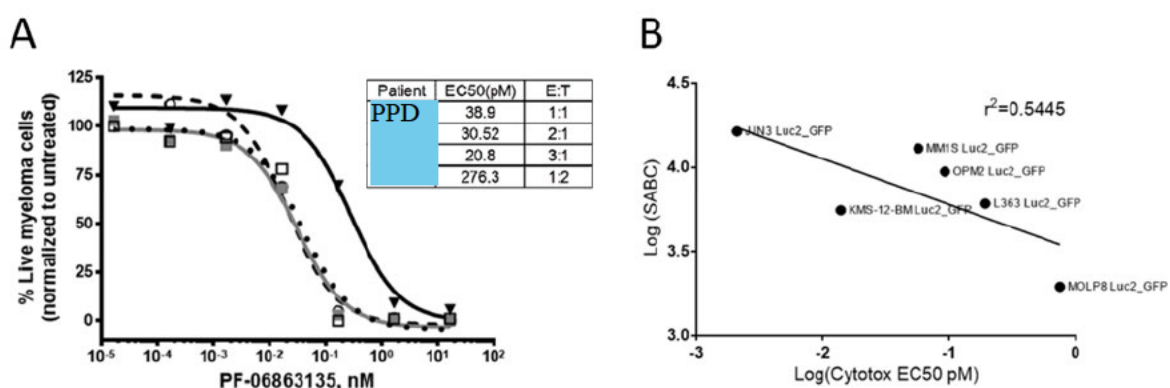 A
% Live myeloma cells
(normalized to untreated)
125
100
75
50
25
0
10-5 10-4 10-3 10-2 10-1 100 101 102
PF-06863135, nM
Patient EC50(pM) E:T
PPD 38.9 1:1
30.52 2:1
20.8 3:1
276.3 1:2
B
Log (SABC)
4.5
4.0
3.5
3.0
r2=0.5445
JJN3 Luc2_GFP
MM1S Luc2_GFP
OPM2 Luc2_GFP
L363 Luc2_GFP
KMS-12-BM Luc2_GFP
MOLP8 Luc2_GFP
-3 -2 -1 0
Log(Cytotox EC50 pM)